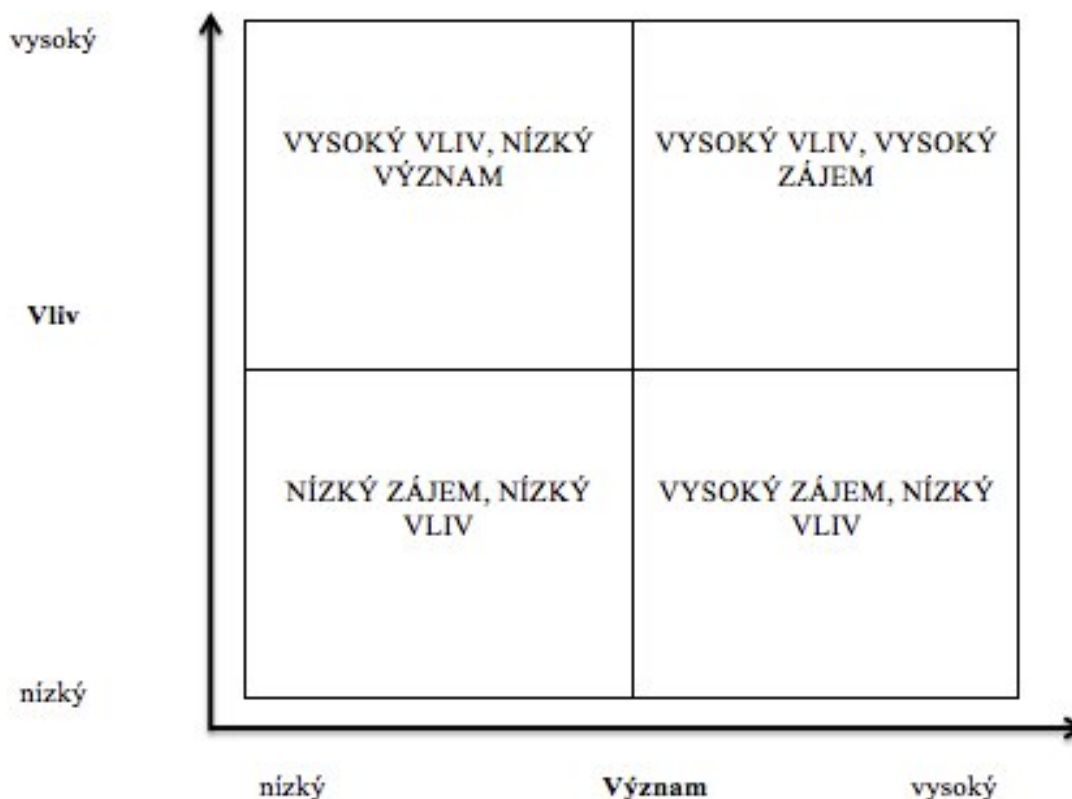 vysoký
VYSOKÝ VLIV, NÍZKÝ
VÝZNAM
VYSOKÝ VLIV, VYSOKÝ
ZÁJEM
Vliv
NÍZKÝ ZÁJEM, NÍZKÝ
VLIV
VYSOKÝ ZÁJEM, NÍZKÝ
VLIV
nízký
nízký
Význam
vysoký